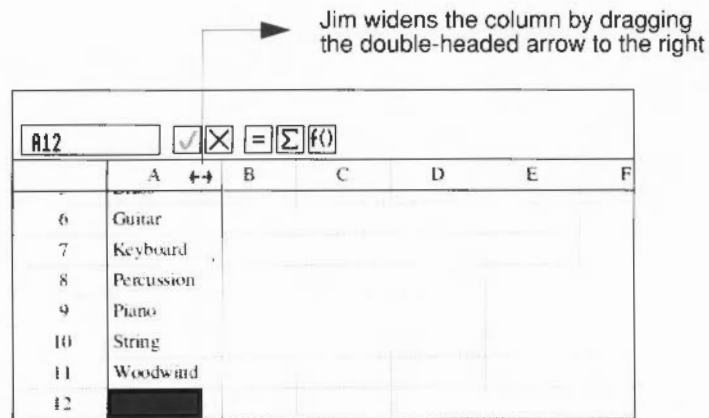 Jim widens the column by dragging
the double-headed arrow to the right
A12 = Σ f()
A B C D E F
6 Guitar
7 Keyboard
8 Percussion
9 Piano
10 String
11 Woodwind
12